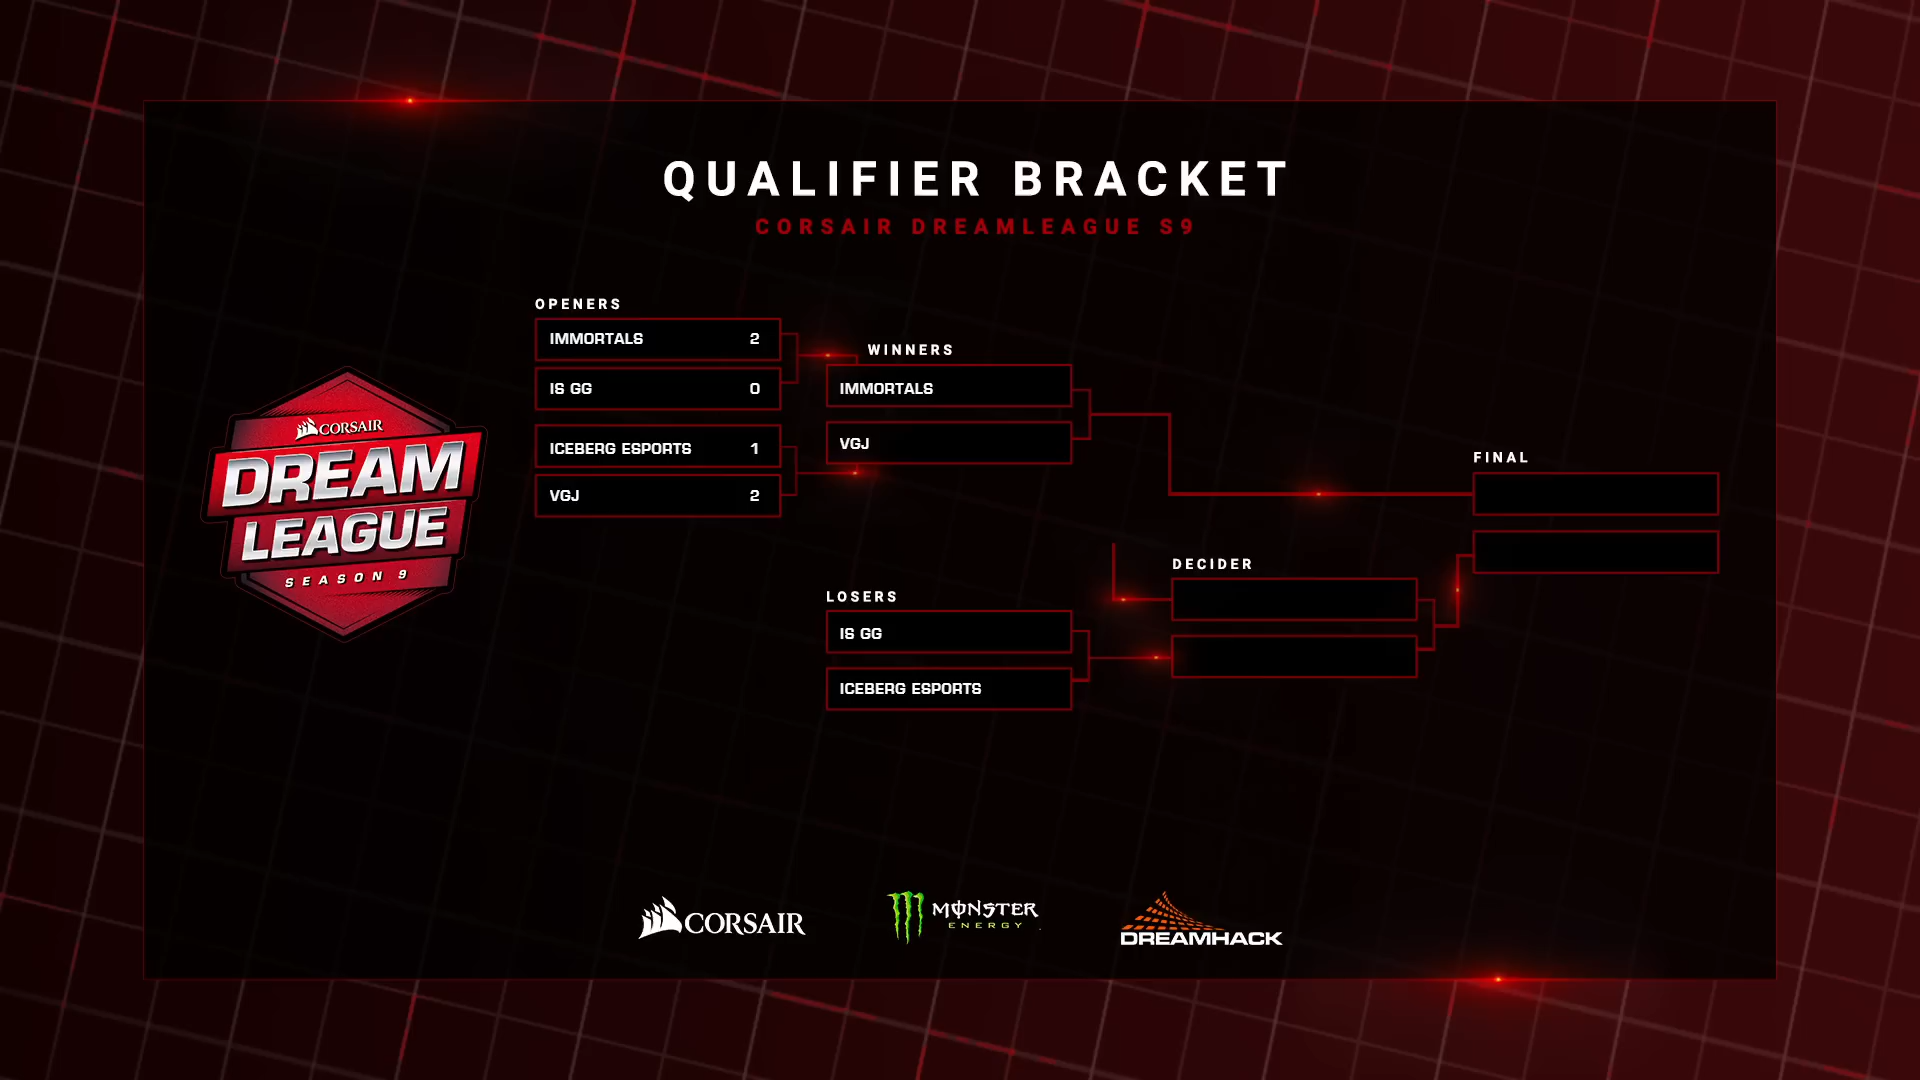 QUALIFIER BRACKET
CORSAIR DREAMLEAGUE S9
OPENERS
IMMORTALS 2
IS GG 0
ICEBERG ESPORTS 1
VGJ 2
WINNERS
IMMORTALS
VGJ
LOSERS
IS GG
ICEBERG ESPORTS
DECIDER
FINAL
CORSAIR
DREAM
LEAGUE
SEASON 9
CORSAIR
MONSTER
ENERGY
DREAMHACK